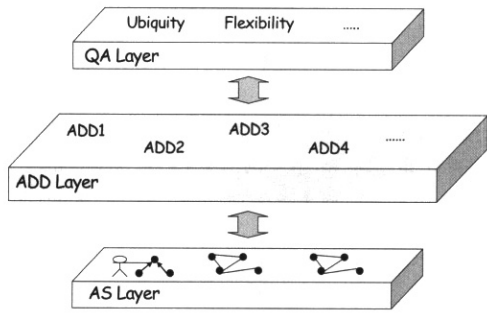 Ubiquity Flexibility .....
QA Layer
ADD1 ADD3 ......
ADD2 ADD4
ADD Layer
AS Layer